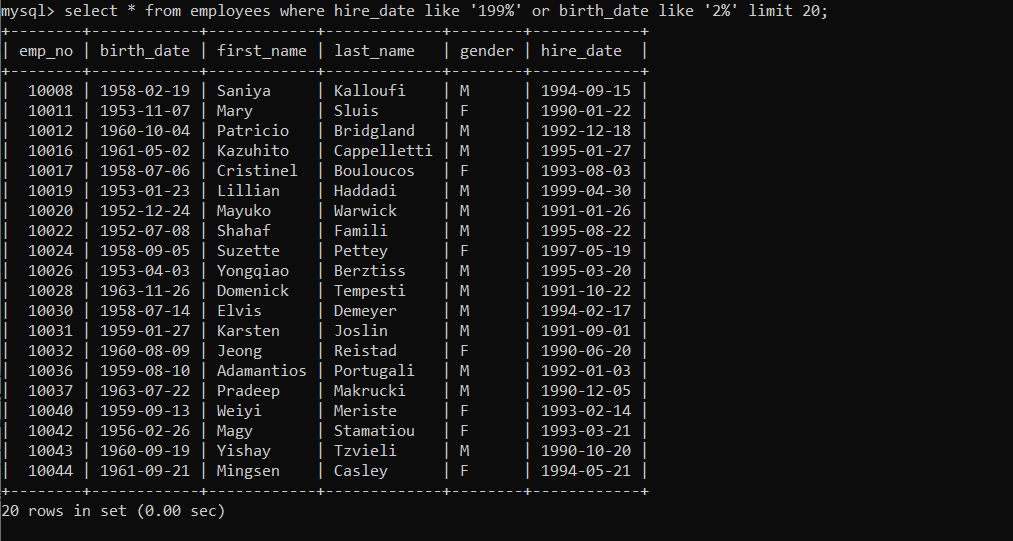 mysql> select * from employees where hire_date like '199%' or birth_date like '2%' limit 20;
+--------+------------+------------+-------------+--------+------------+
| emp_no | birth_date | first_name | last_name   | gender | hire_date  |
+--------+------------+------------+-------------+--------+------------+
|  10008 | 1958-02-19 | Saniya     | Kalloufi    | M      | 1994-09-15 |
|  10011 | 1953-11-07 | Mary       | Sluis       | F      | 1990-01-22 |
|  10012 | 1960-10-04 | Patricio   | Bridgland   | M      | 1992-12-18 |
|  10016 | 1961-05-02 | Kazuhito   | Cappelletti | M      | 1995-01-27 |
|  10017 | 1958-07-06 | Cristinel  | Bouloucos   | F      | 1993-08-03 |
|  10019 | 1953-01-23 | Lillian    | Haddadi     | M      | 1999-04-30 |
|  10020 | 1952-12-24 | Mayuko     | Warwick     | M      | 1991-01-26 |
|  10022 | 1952-07-08 | Shahaf     | Famili      | M      | 1995-08-22 |
|  10024 | 1958-09-05 | Suzette    | Pettey      | F      | 1997-05-19 |
|  10026 | 1953-04-03 | Yongqiao   | Berztiss    | M      | 1995-03-20 |
|  10028 | 1963-11-26 | Domenick   | Tempesti    | M      | 1991-10-22 |
|  10030 | 1958-07-14 | Elvis      | Demeyer     | M      | 1994-02-17 |
|  10031 | 1959-01-27 | Karsten    | Joslin      | M      | 1991-09-01 |
|  10032 | 1960-08-09 | Jeong      | Reistad     | F      | 1990-06-20 |
|  10036 | 1959-08-10 | Adamantios | Portugali   | M      | 1992-01-03 |
|  10037 | 1963-07-22 | Pradeep    | Makrucki    | M      | 1990-12-05 |
|  10040 | 1959-09-13 | Weiyi      | Meriste     | F      | 1993-02-14 |
|  10042 | 1956-02-26 | Magy       | Stamatiou   | F      | 1993-03-21 |
|  10043 | 1960-09-19 | Yishay     | Tzvieli     | M      | 1990-10-20 |
|  10044 | 1961-09-21 | Mingsen    | Casley      | F      | 1994-05-21 |
+--------+------------+------------+-------------+--------+------------+
20 rows in set (0.00 sec)